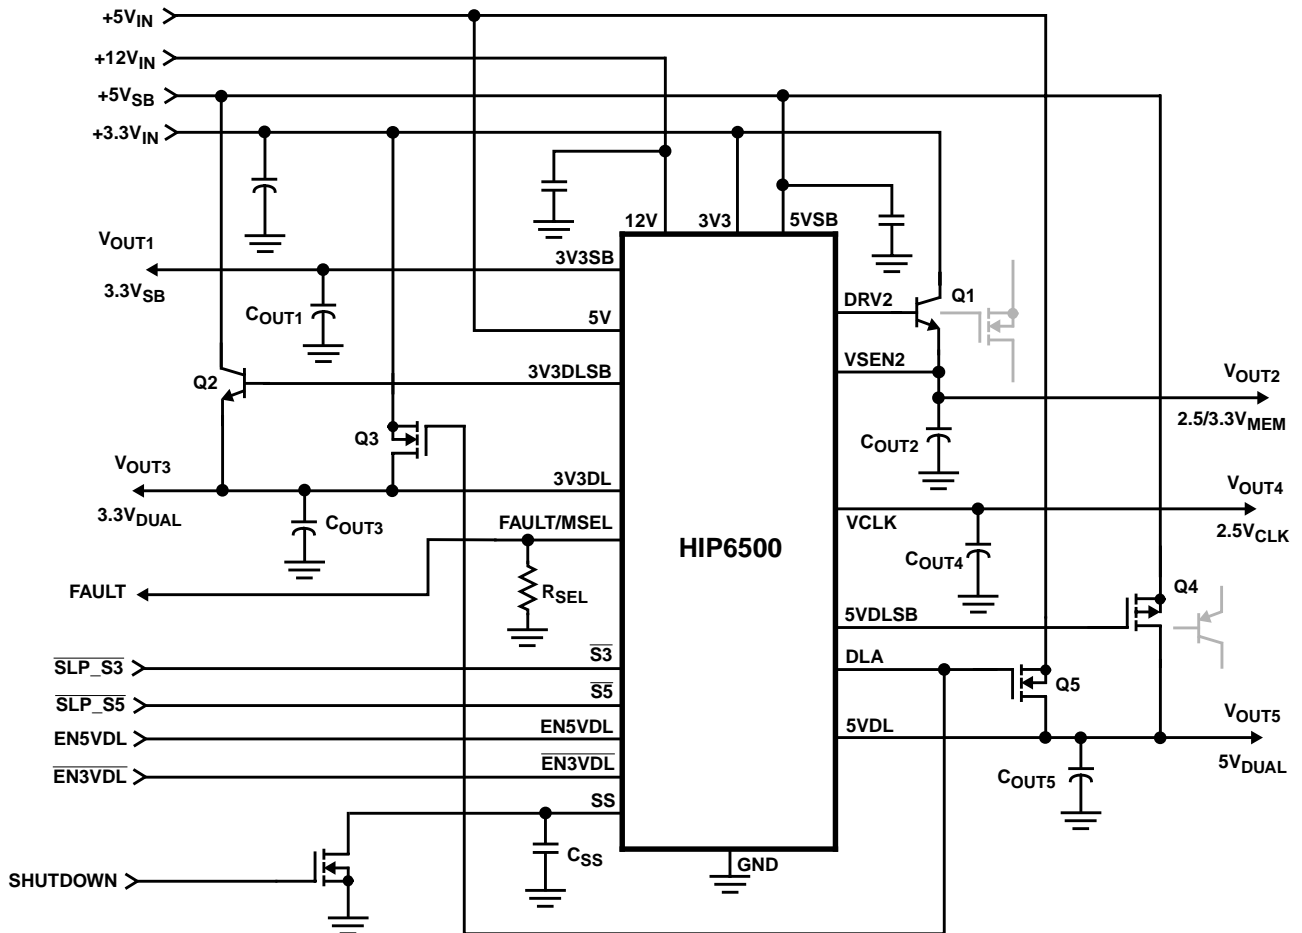 +5VIN
+12VIN
+5VSB
+3.3VIN
12V
3V3
5VSB
VOUT1
3.3VSB
COUT1
3V3SB
5V
DRV2
Q1
VSEN2
Q2
3V3DLSB
VOUT2
2.5/3.3VMEM
COUT2
Q3
VOUT3
3.3VDUAL
COUT3
3V3DL
VOUT4
2.5VCLK
COUT4
VCLK
FAULT/MSEL
HIP6500
FAULT
RSEL
Q4
5VDLSB
SLP_S3
S3
DLA
Q5
SLP_S5
S5
VOUT5
5VDUAL
COUT5
5VDL
EN5VDL
EN5VDL
EN3VDL
EN3VDL
SS
CSS
GND
SHUTDOWN